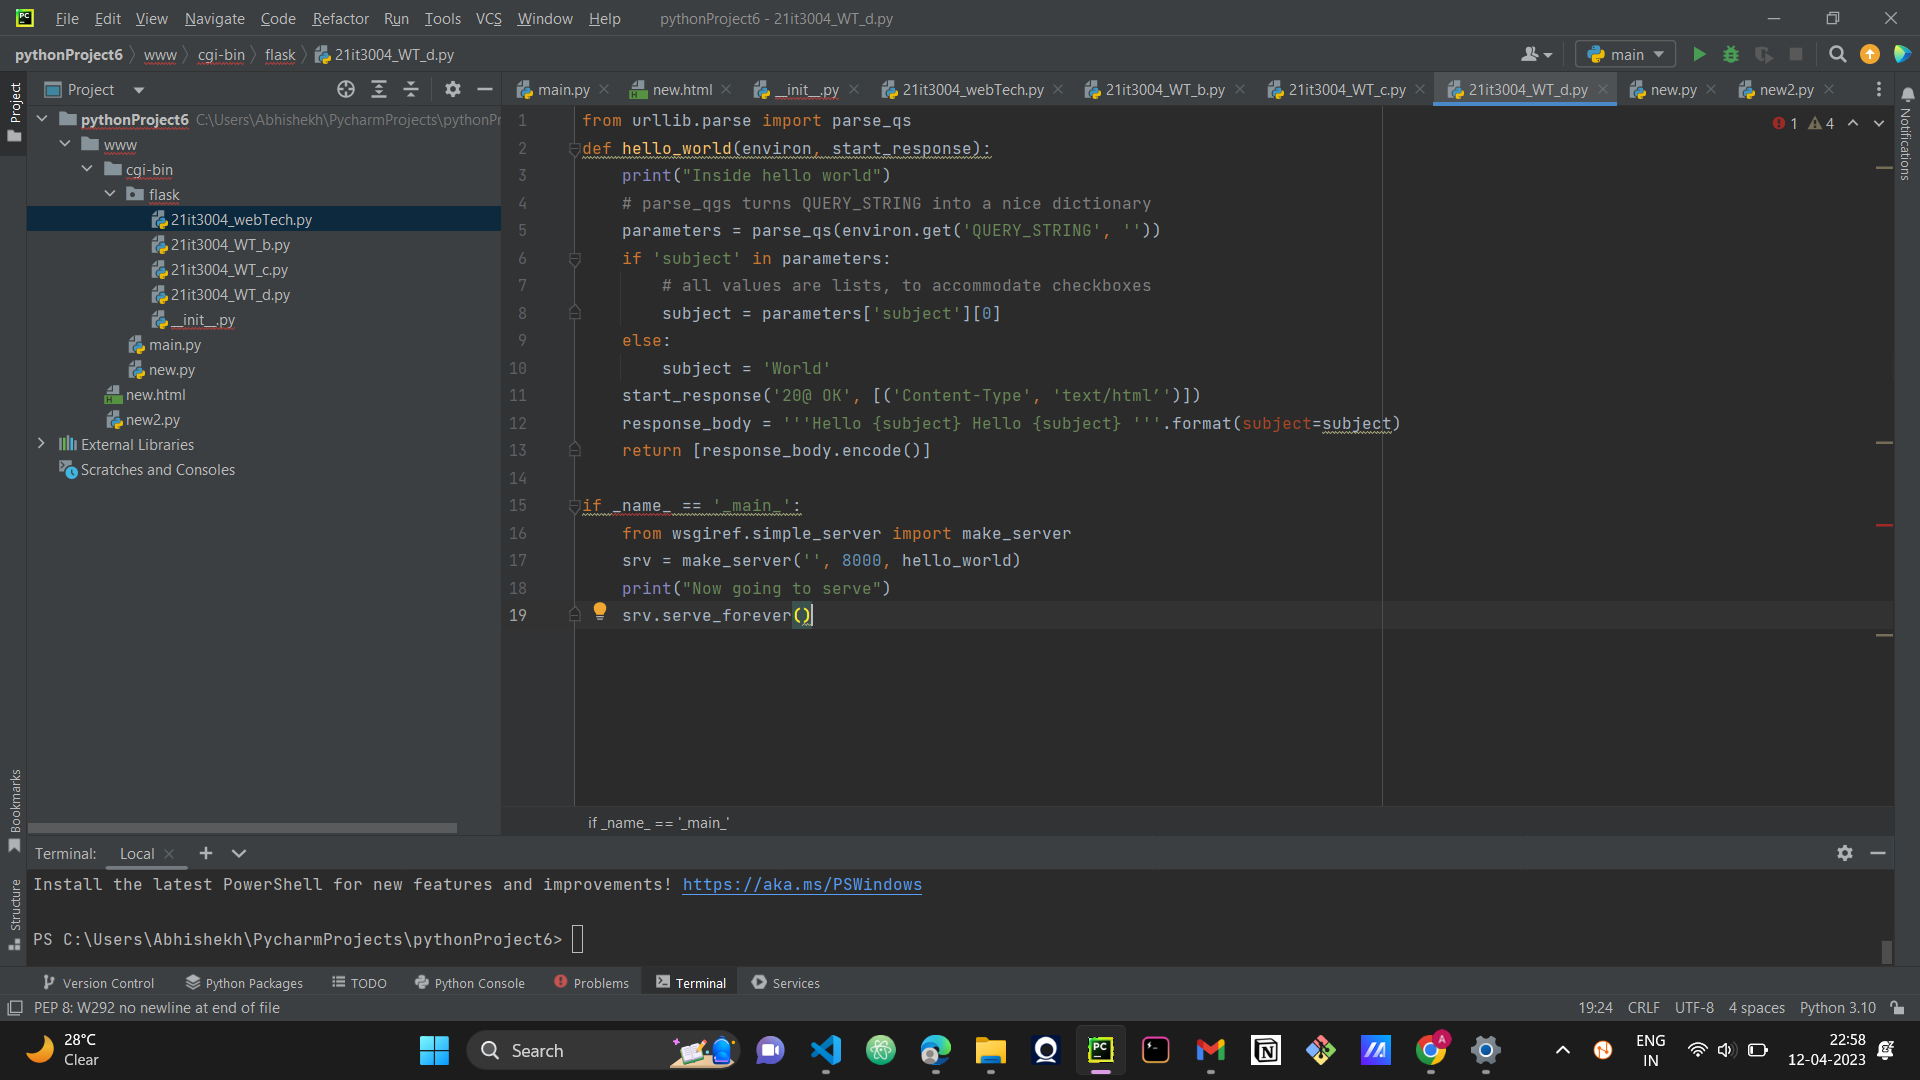 File Edit View Navigate Code Refactor Run Tools VCS Window Help pythonProject6 - 21it3004_WT_d.py
pythonProject6 www cgi-bin flask 21it3004_WT_d.py main
Project
Project
main.py new.html __init__.py 21it3004_webTech.py 21it3004_WT_b.py 21it3004_WT_c.py 21it3004_WT_d.py new.py new2.py
Notifications
pythonProject6 C:\Users\Abhishekh\PycharmProjects\pythonPr
www
cgi-bin
flask
21it3004_webTech.py
21it3004_WT_b.py
21it3004_WT_c.py
21it3004_WT_d.py
__init__.py
main.py
new.py
new.html
new2.py
External Libraries
Scratches and Consoles
1 4
1 from urllib.parse import parse_qs
2 def hello_world(environ, start_response):
3 print("Inside hello world")
4 # parse_qgs turns QUERY_STRING into a nice dictionary
5 parameters = parse_qs(environ.get('QUERY_STRING', ''))
6 if 'subject' in parameters:
7 # all values are lists, to accommodate checkboxes
8 subject = parameters['subject'][0]
9 else:
10 subject = 'World'
11 start_response('20@ OK', [('Content-Type', 'text/html’')])
12 response_body = '''Hello {subject} Hello {subject} '''.format(subject=subject)
13 return [response_body.encode()]
14
15 if _name_ == '_main_':
16 from wsgiref.simple_server import make_server
17 srv = make_server('', 8000, hello_world)
18 print("Now going to serve")
19 srv.serve_forever()
if _name_ == '_main_'
Bookmarks
Structure
Terminal: Local
Install the latest PowerShell for new features and improvements! https://aka.ms/PSWindows
PS C:\Users\Abhishekh\PycharmProjects\pythonProject6>
Version Control Python Packages TODO Python Console Problems Terminal Services
PEP 8: W292 no newline at end of file 19:24 CRLF UTF-8 4 spaces Python 3.10
28°C
Clear
Search
ENG
IN
22:58
12-04-2023